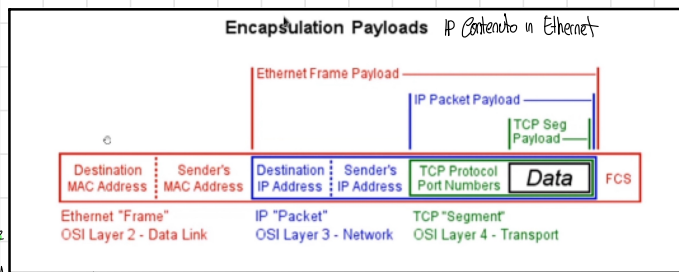 Encapsulation Payloads IP Contenuto in Ethernet
Ethernet Frame Payload
IP Packet Payload
TCP Seg
Payload
Destination
MAC Address
Sender's
MAC Address
Destination
IP Address
Sender's
IP Address
TCP Protocol
Port Numbers
Data
FCS
Ethernet "Frame"
OSI Layer 2 - Data Link
IP "Packet"
OSI Layer 3 - Network
TCP "Segment"
OSI Layer 4 - Transport